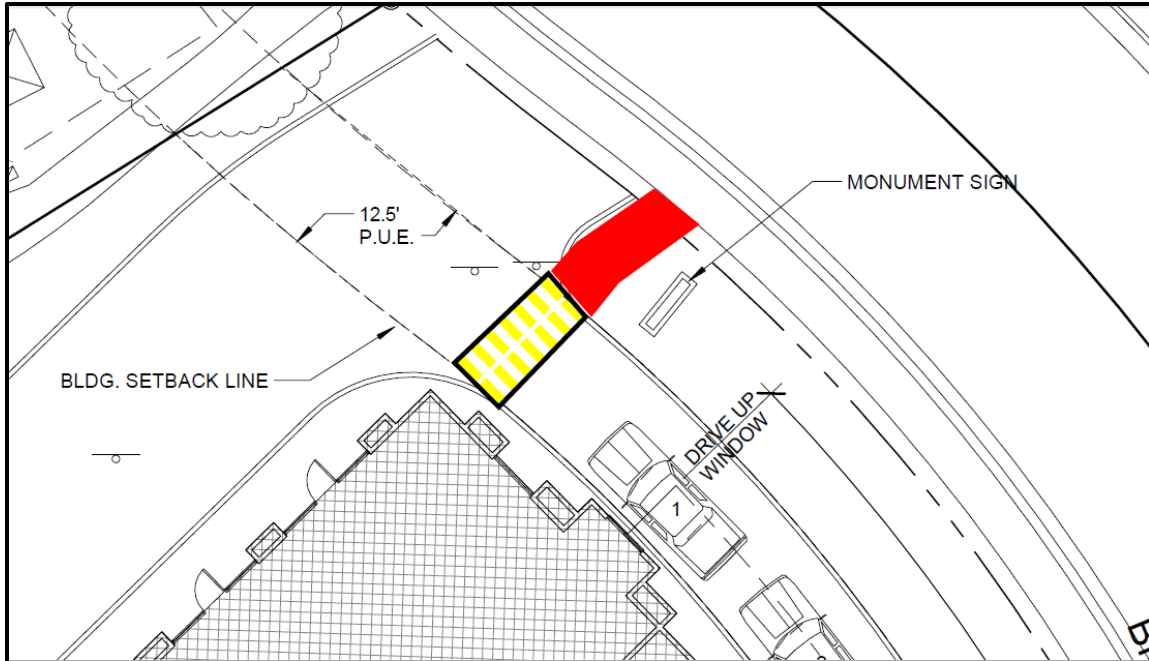 MONUMENT SIGN
12.5'
P.U.E.
BLDG. SETBACK LINE
DRIVE UP
WINDOW
1